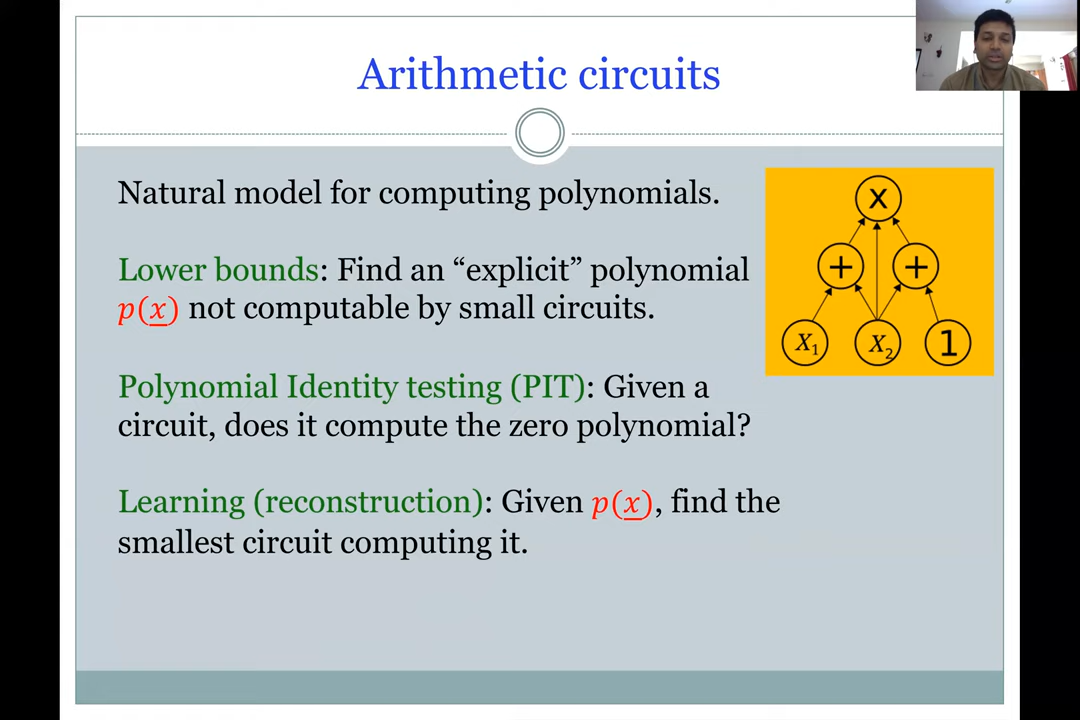 Arithmetic circuits
Natural model for computing polynomials.
Lower bounds: Find an “explicit” polynomial
p(x) not computable by small circuits.
Polynomial Identity testing (PIT): Given a
circuit, does it compute the zero polynomial?
Learning (reconstruction): Given p(x), find the
smallest circuit computing it.
x
+ +
X₁ X₂ 1